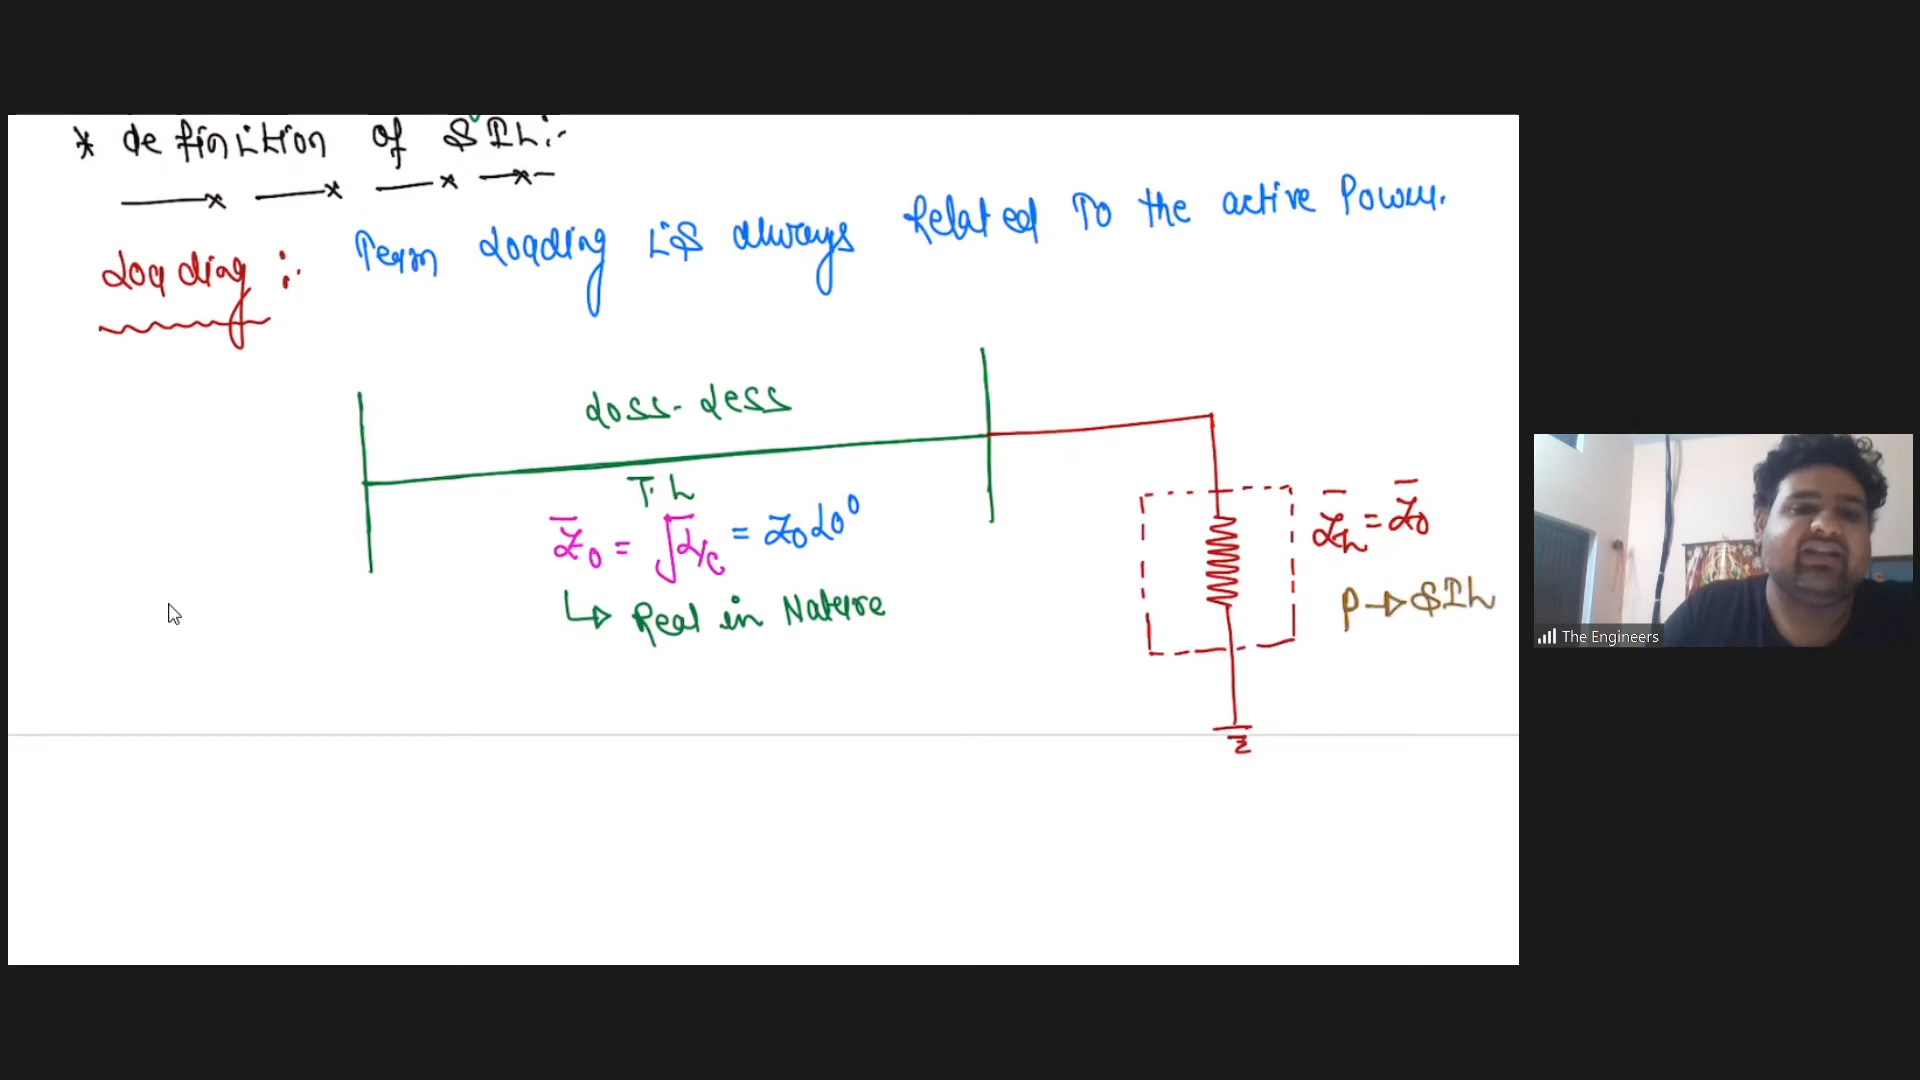 * definition of SIL:-
Loading :- Term Loading is always Related To the active Power.
Loss-Less
T.L
Z̅₀ = √L/C = Z₀∠0°
↳ Real in Nature
Z̅L = Z̅₀
P → SIL
The Engineers